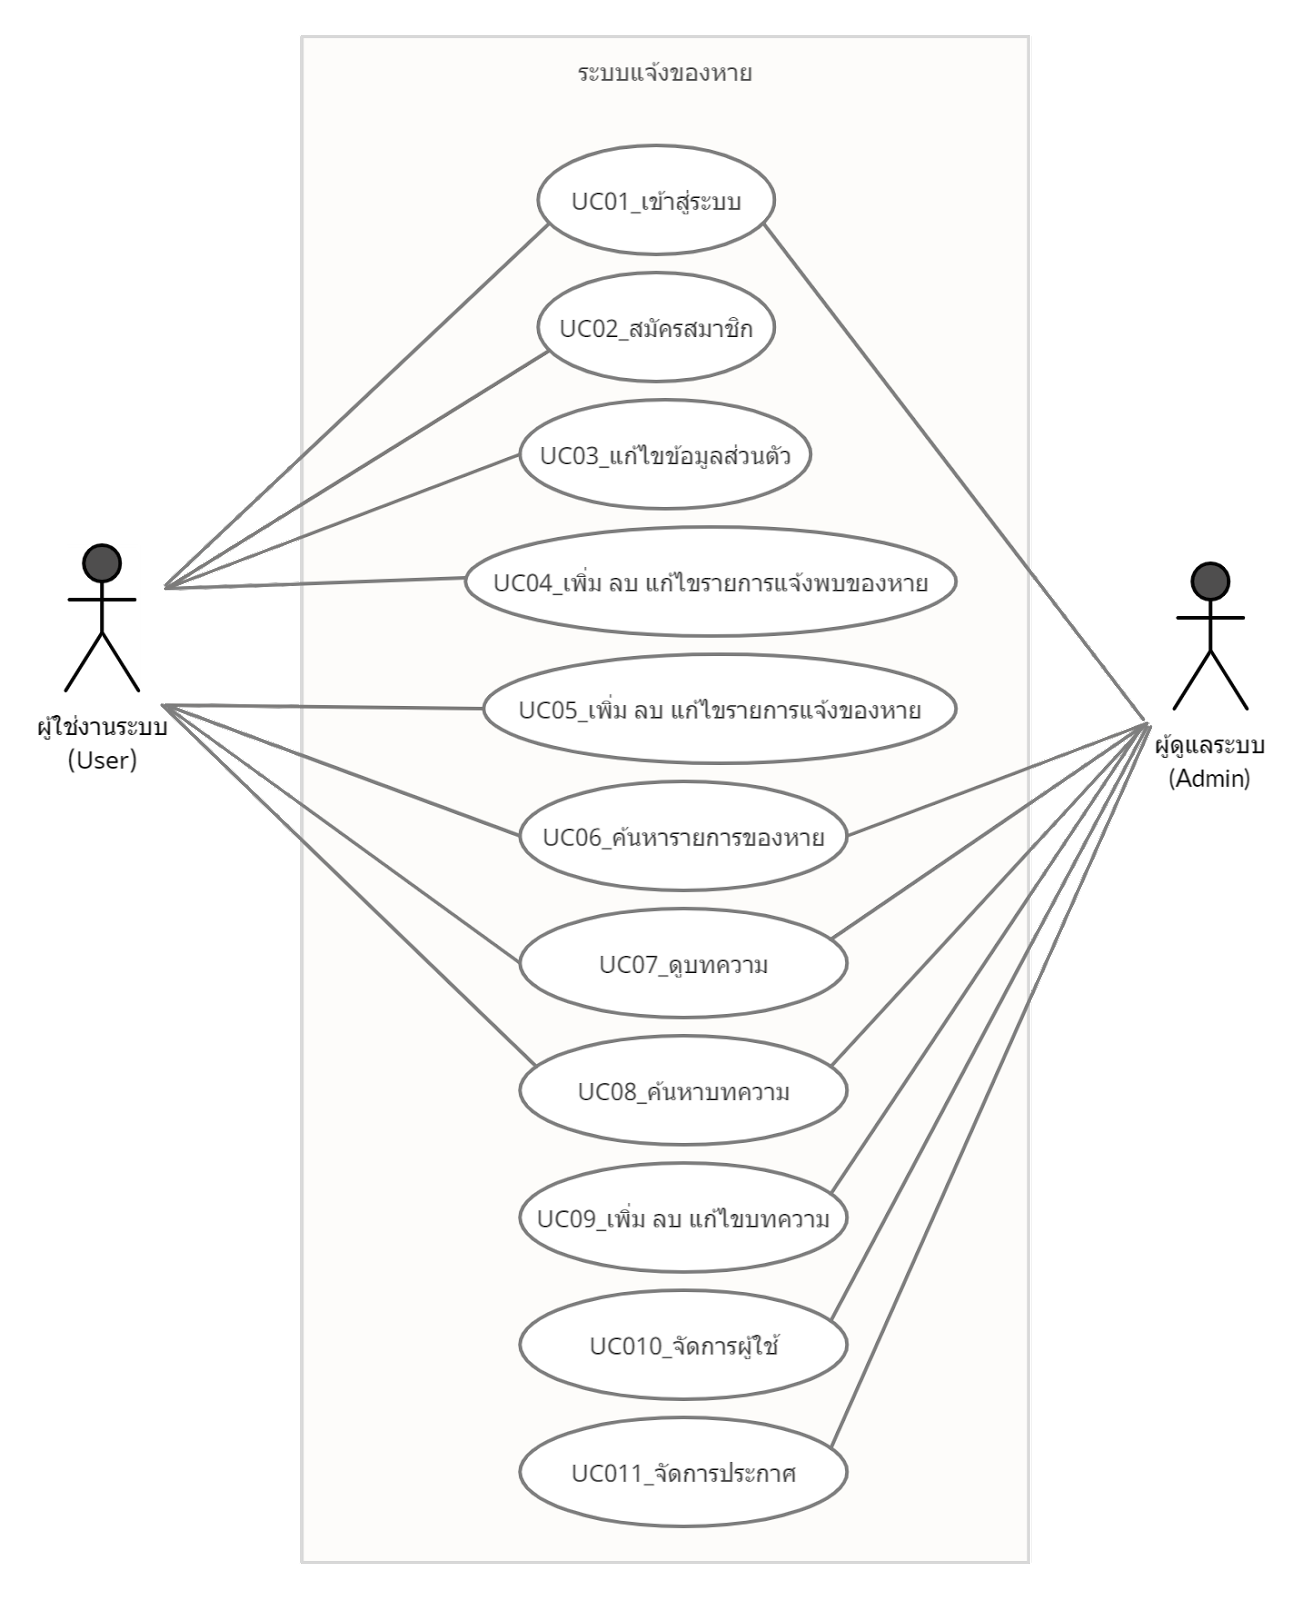 ระบบแจ้งของหาย
UC01_เข้าสู่ระบบ
UC02_สมัครสมาชิก
UC03_แก้ไขข้อมูลส่วนตัว
UC04_เพิ่ม ลบ แก้ไขรายการแจ้งพบของหาย
UC05_เพิ่ม ลบ แก้ไขรายการแจ้งของหาย
ผู้ใช้งานระบบ
(User)
ผู้ดูแลระบบ
(Admin)
UC06_ค้นหารายการของหาย
UC07_ดูบทความ
UC08_ค้นหาบทความ
UC09_เพิ่ม ลบ แก้ไขบทความ
UC010_จัดการผู้ใช้
UC011_จัดการประกาศ